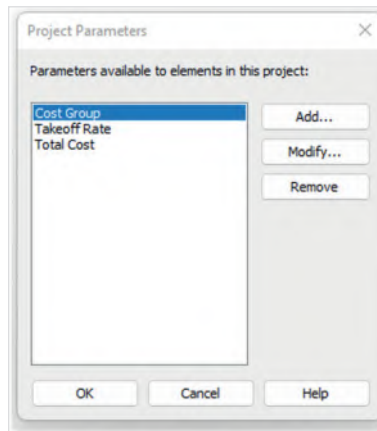 Project Parameters
Parameters available to elements in this project:
Cost Group
Takeoff Rate
Total Cost
Add...
Modify...
Remove
OK
Cancel
Help